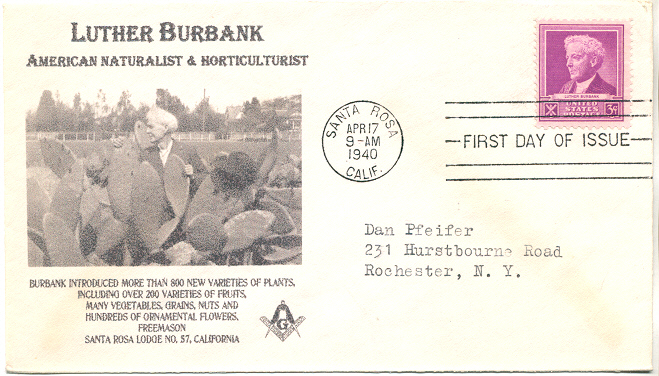 LUTHER BURBANK
AMERICAN NATURALIST & HORTICULTURIST
LUTHER BURBANK
UNITED STATES POSTAGE
3¢
SANTA ROSA
APR 17
9-AM
1940
CALIF.
FIRST DAY OF ISSUE
Dan Pfeifer
231 Hurstbourne Road
Rochester, N. Y.
BURBANK INTRODUCED MORE THAN 800 NEW VARIETIES OF PLANTS,
INCLUDING OVER 200 VARIETIES OF FRUITS,
MANY VEGETABLES, GRAINS, NUTS AND
HUNDREDS OF ORNAMENTAL FLOWERS.
FREEMASON
SANTA ROSA LODGE NO. 57, CALIFORNIA
G